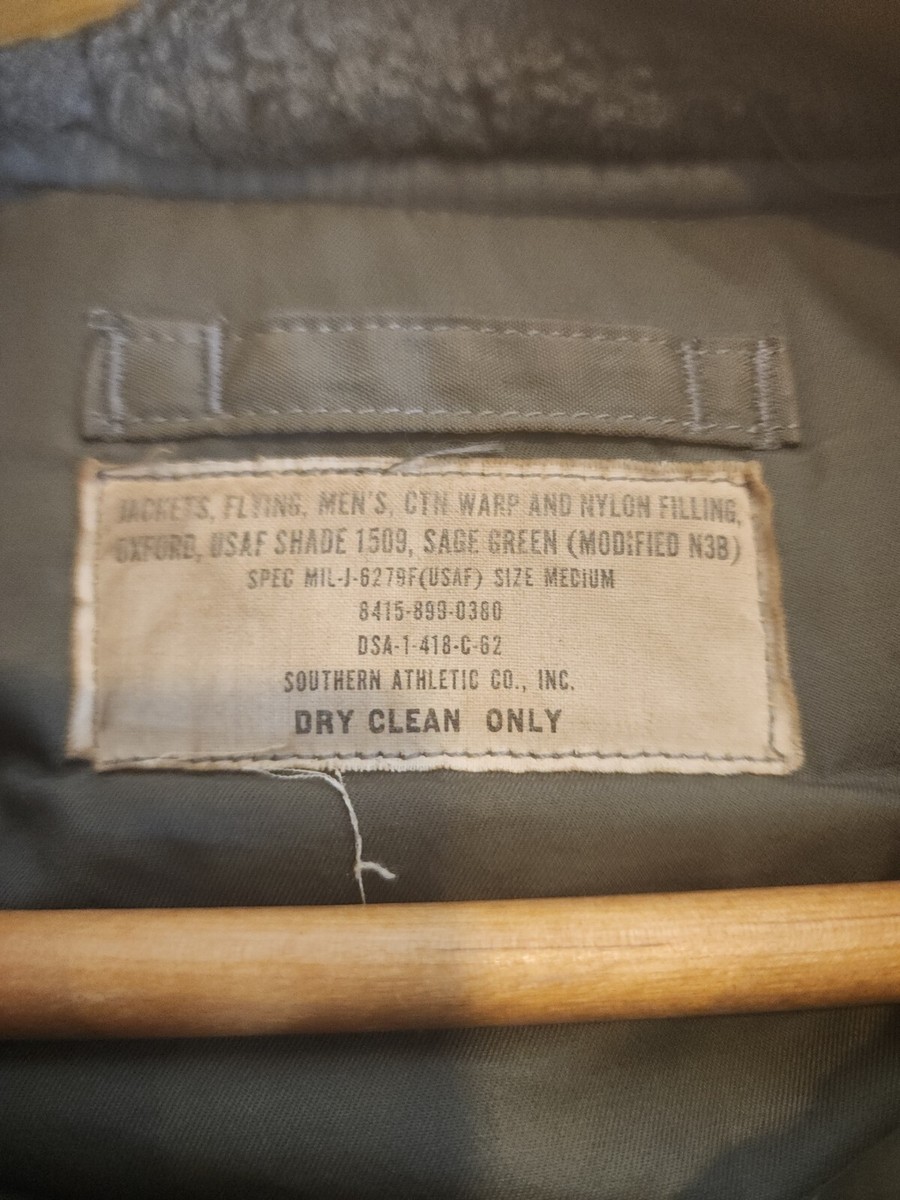 JACKETS, FLYING, MEN'S, CTN WARP AND NYLON FILLING,
OXFORD, USAF SHADE 1509, SAGE GREEN (MODIFIED N3B)
SPEC MIL-J-6279F(USAF) SIZE MEDIUM
8415-899-0380
DSA-1-418-C-62
SOUTHERN ATHLETIC CO., INC.
DRY CLEAN ONLY